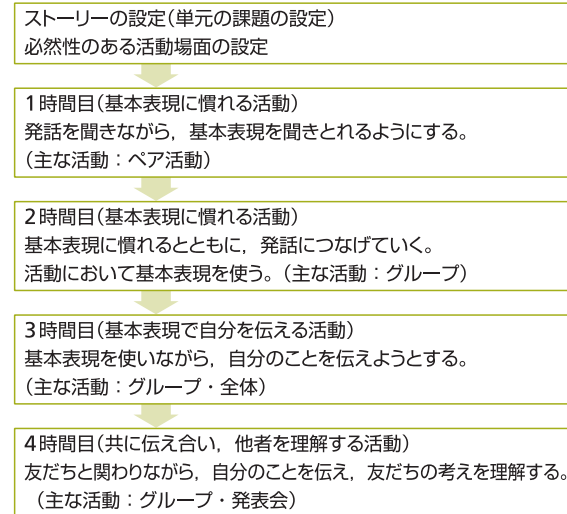 ストーリーの設定(単元の課題の設定)
必然性のある活動場面の設定
1時間目(基本表現に慣れる活動)
発話を聞きながら，基本表現を聞きとれるようにする。
(主な活動：ペア活動)
2時間目(基本表現に慣れる活動)
基本表現に慣れるとともに，発話につなげていく。
活動において基本表現を使う。(主な活動：グループ)
3時間目(基本表現で自分を伝える活動)
基本表現を使いながら，自分のことを伝えようとする。
(主な活動：グループ・全体)
4時間目(共に伝え合い，他者を理解する活動)
友だちと関わりながら，自分のことを伝え，友だちの考えを理解する。
(主な活動：グループ・発表会)